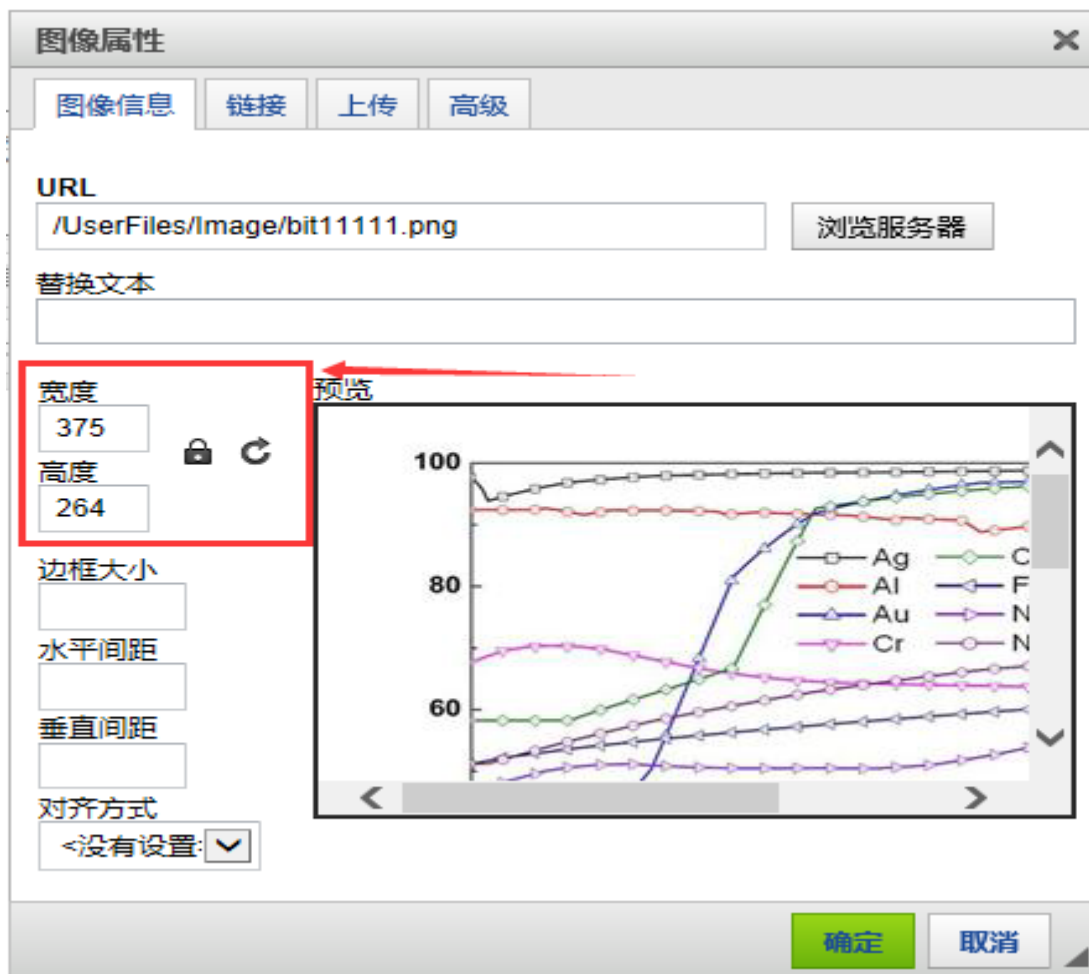 图像属性
图像信息 链接 上传 高级
URL
/UserFiles/Image/bit11111.png 浏览服务器
替换文本
宽度
375
高度
264
预览
100
80
60
Ag C
Al F
Au N
Cr N
边框大小
水平间距
垂直间距
对齐方式
<没有设置
确定 取消